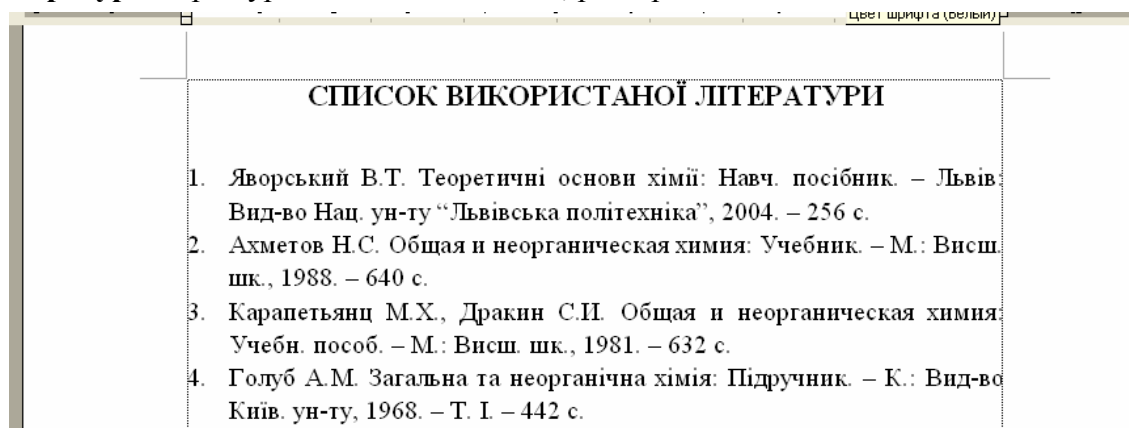 Цвет шрифта (Белый)
СПИСОК ВИКОРИСТАНОЇ ЛІТЕРАТУРИ
1. Яворський В.Т. Теоретичні основи хімії: Навч. посібник. – Львів:
Вид-во Нац. ун-ту “Львівська політехніка”, 2004. – 256 с.
2. Ахметов Н.С. Общая и неорганическая химия: Учебник. – М.: Висш.
шк., 1988. – 640 с.
3. Карапетьянц М.Х., Дракин С.И. Общая и неорганическая химия:
Учебн. пособ. – М.: Висш. шк., 1981. – 632 с.
4. Голуб А.М. Загальна та неорганічна хімія: Підручник. – К.: Вид-во
Київ. ун-ту, 1968. – Т. І. – 442 с.